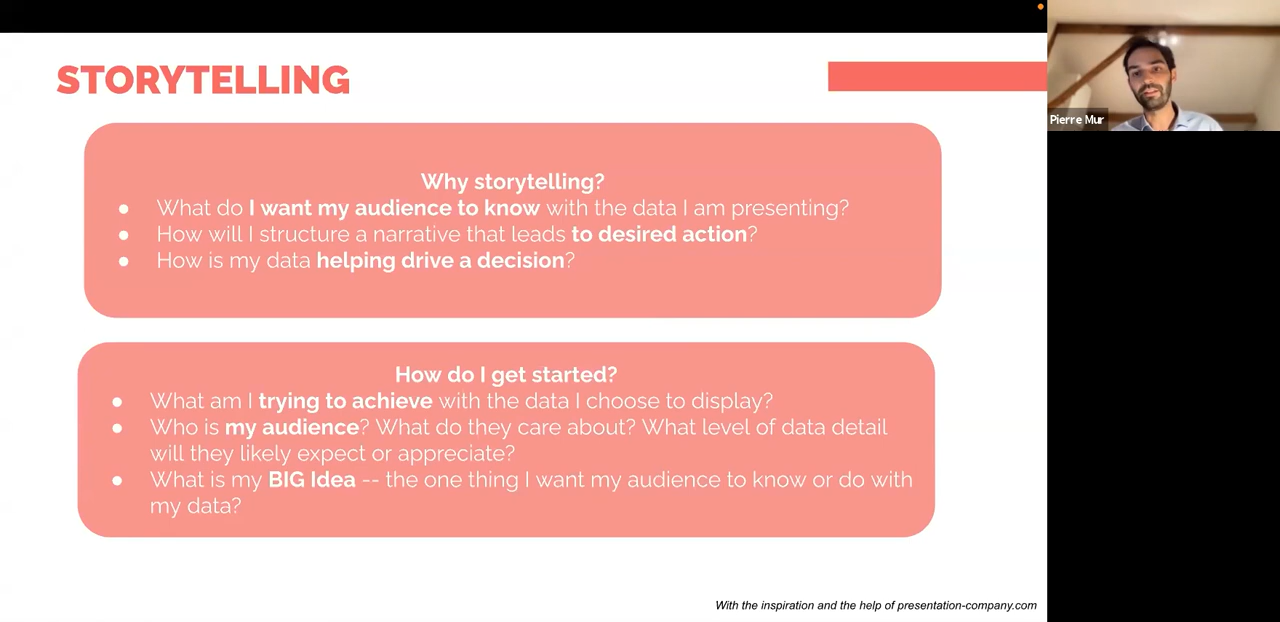 STORYTELLING
Why storytelling?
● What do I want my audience to know with the data I am presenting?
● How will I structure a narrative that leads to desired action?
● How is my data helping drive a decision?
How do I get started?
● What am I trying to achieve with the data I choose to display?
● Who is my audience? What do they care about? What level of data detail
will they likely expect or appreciate?
● What is my BIG Idea -- the one thing I want my audience to know or do with
my data?
With the inspiration and the help of presentation-company.com
Pierre Mur